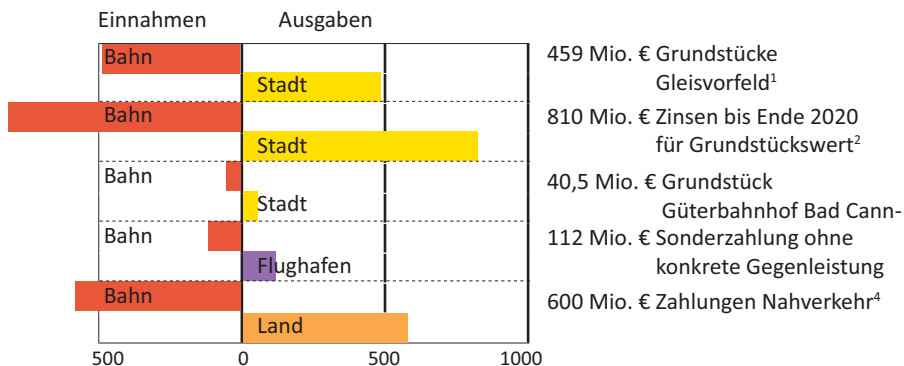 Einnahmen Ausgaben
Bahn 459 Mio. € Grundstücke
Stadt Gleisvorfeld¹
Bahn 810 Mio. € Zinsen bis Ende 2020
Stadt für Grundstückswert²
Bahn 40,5 Mio. € Grundstück
Stadt Güterbahnhof Bad Cann-
Bahn 112 Mio. € Sonderzahlung ohne
Flughafen konkrete Gegenleistung
Bahn 600 Mio. € Zahlungen Nahverkehr⁴
Land
500 0 500 1000